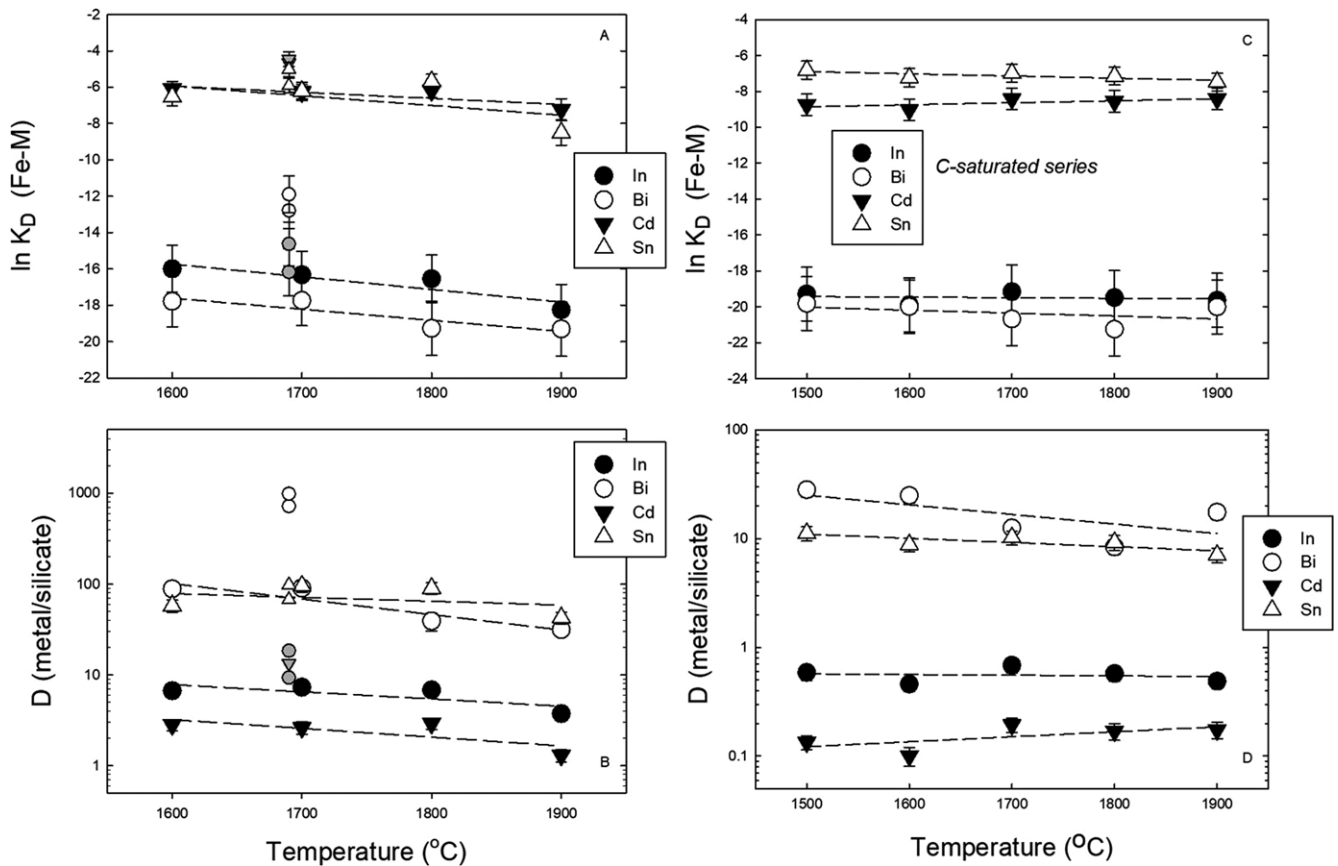 A
ln K_D (Fe-M)
-2
-4
-6
-8
-10
-12
-14
-16
-18
-20
-22
1600
1700
1800
1900
In
Bi
Cd
Sn
C
ln K_D (Fe-M)
-4
-6
-8
-10
-12
-14
-16
-18
-20
-22
-24
1500
1600
1700
1800
1900
In
Bi
Cd
Sn
C-saturated series
B
D (metal/silicate)
1000
100
10
1
1600
1700
1800
1900
Temperature (°C)
In
Bi
Cd
Sn
D
D (metal/silicate)
100
10
1
0.1
1500
1600
1700
1800
1900
Temperature (°C)
In
Bi
Cd
Sn